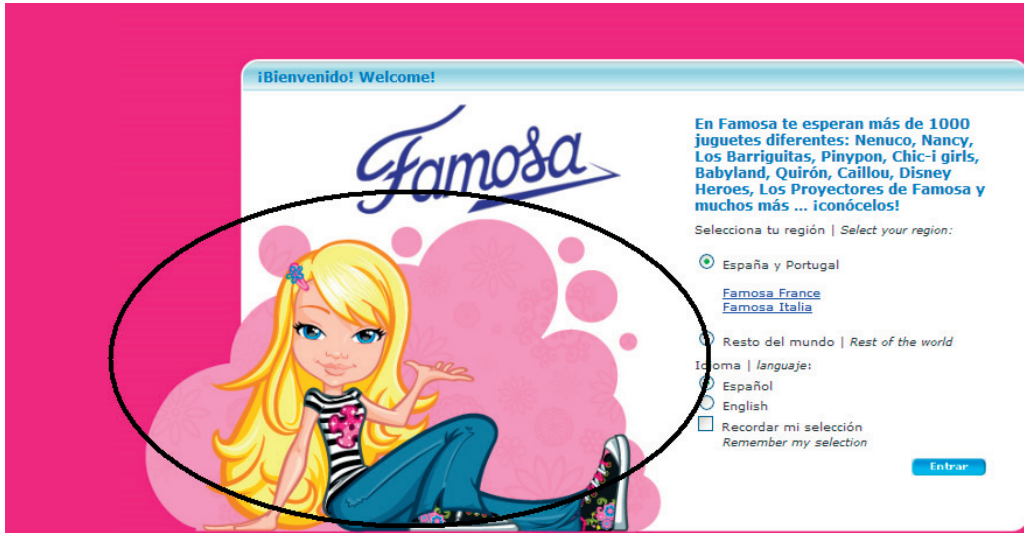 ¡Bienvenido! Welcome!
Famosa
En Famosa te esperan más de 1000
juguetes diferentes: Nenuco, Nancy,
Los Barriguitas, Pinypon, Chic-i girls,
Babyland, Quirón, Caillou, Disney
Heroes, Los Proyectores de Famosa y
muchos más ... ¡conócelos!
Selecciona tu región | Select your region:
España y Portugal
Famosa France
Famosa Italia
Resto del mundo | Rest of the world
Idioma | languaje:
Español
English
Recordar mi selección
Remember my selection
Entrar